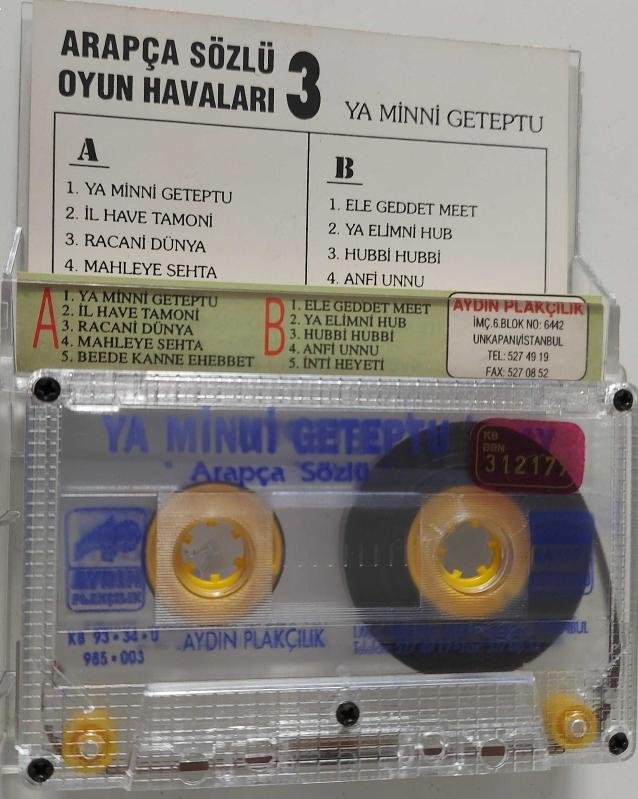 ARAPÇA SÖZLÜ
OYUN HAVALARI 3
YA MİNNİ GETEPTU
A
1. YA MİNNİ GETEPTU
2. İL HAVE TAMONİ
3. RACANİ DÜNYA
4. MAHLEYE SEHTA
B
1. ELE GEDDET MEET
2. YA ELİMNİ HUB
3. HUBBİ HUBBİ
4. ANFİ UNNU
A
1. YA MİNNİ GETEPTU
2. İL HAVE TAMONİ
3. RACANİ DÜNYA
4. MAHLEYE SEHTA
5. BEEDE KANNE EHEBBET
B
1. ELE GEDDET MEET
2. YA ELİMNİ HUB
3. HUBBİ HUBBİ
4. ANFİ UNNU
5. İNTİ HEYETİ
AYDIN PLAKÇILIK
İMÇ.6.BLOK NO: 6442
UNKAPANI/İSTANBUL
TEL: 527 49 19
FAX: 527 08 52
YA MİNNİ GETEPTU
Arapça Sözlü
KB
BBN
312177
AYDIN
PLAKÇILIK
KB 93-34-U
985-003
AYDIN PLAKÇILIK